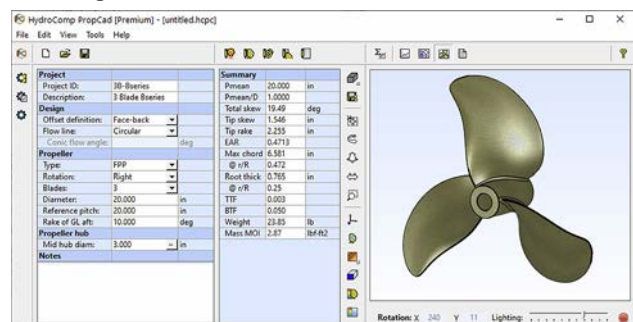 HydroComp PropCad [Premium] - [untitled.hcpc]
File Edit View Tools Help
Project
Project ID: 3B-Bseries
Description: 3 Blade Bseries
Design
Offset definition: Face-back
Flow line: Circular
Conic flow angle: deg
Propeller
Type: FPP
Rotation: Right
Blades: 3
Diameter: 20.000 in
Reference pitch: 20.000 in
Rake of GL aft: 10.000 deg
Propeller hub
Mid hub diam: 3.000 in
Notes
Summary
Pmean 20.000 in
Pmean/D 1.0000
Total skew 19.49 deg
Tip skew 1.546 in
Tip rake 2.255 in
EAR 0.4713
Max chord 6.581 in
@ r/R 0.472
Root thick 0.765 in
@ r/R 0.25
TTF 0.003
BTF 0.050
Weight 23.85 lb
Mass MOI 2.87 lbf-ft2
Rotation: X 240 Y 11 Lighting: